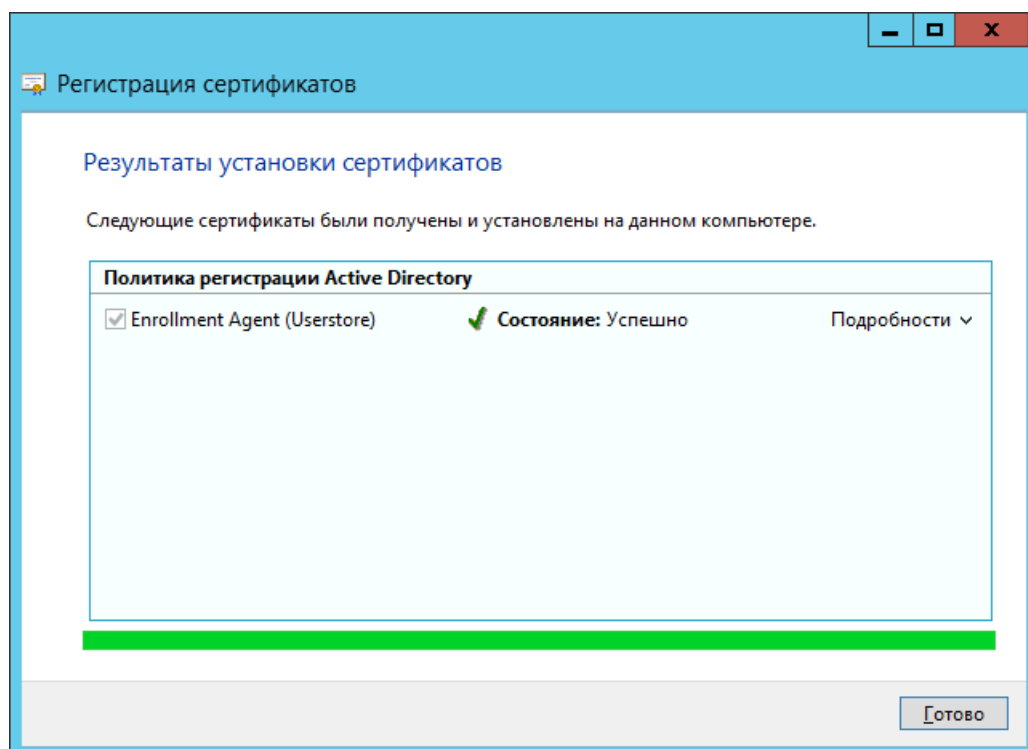 Регистрация сертификатов
Результаты установки сертификатов
Следующие сертификаты были получены и установлены на данном компьютере.
Политика регистрации Active Directory
Enrollment Agent (Userstore) Состояние: Успешно Подробности
Готово